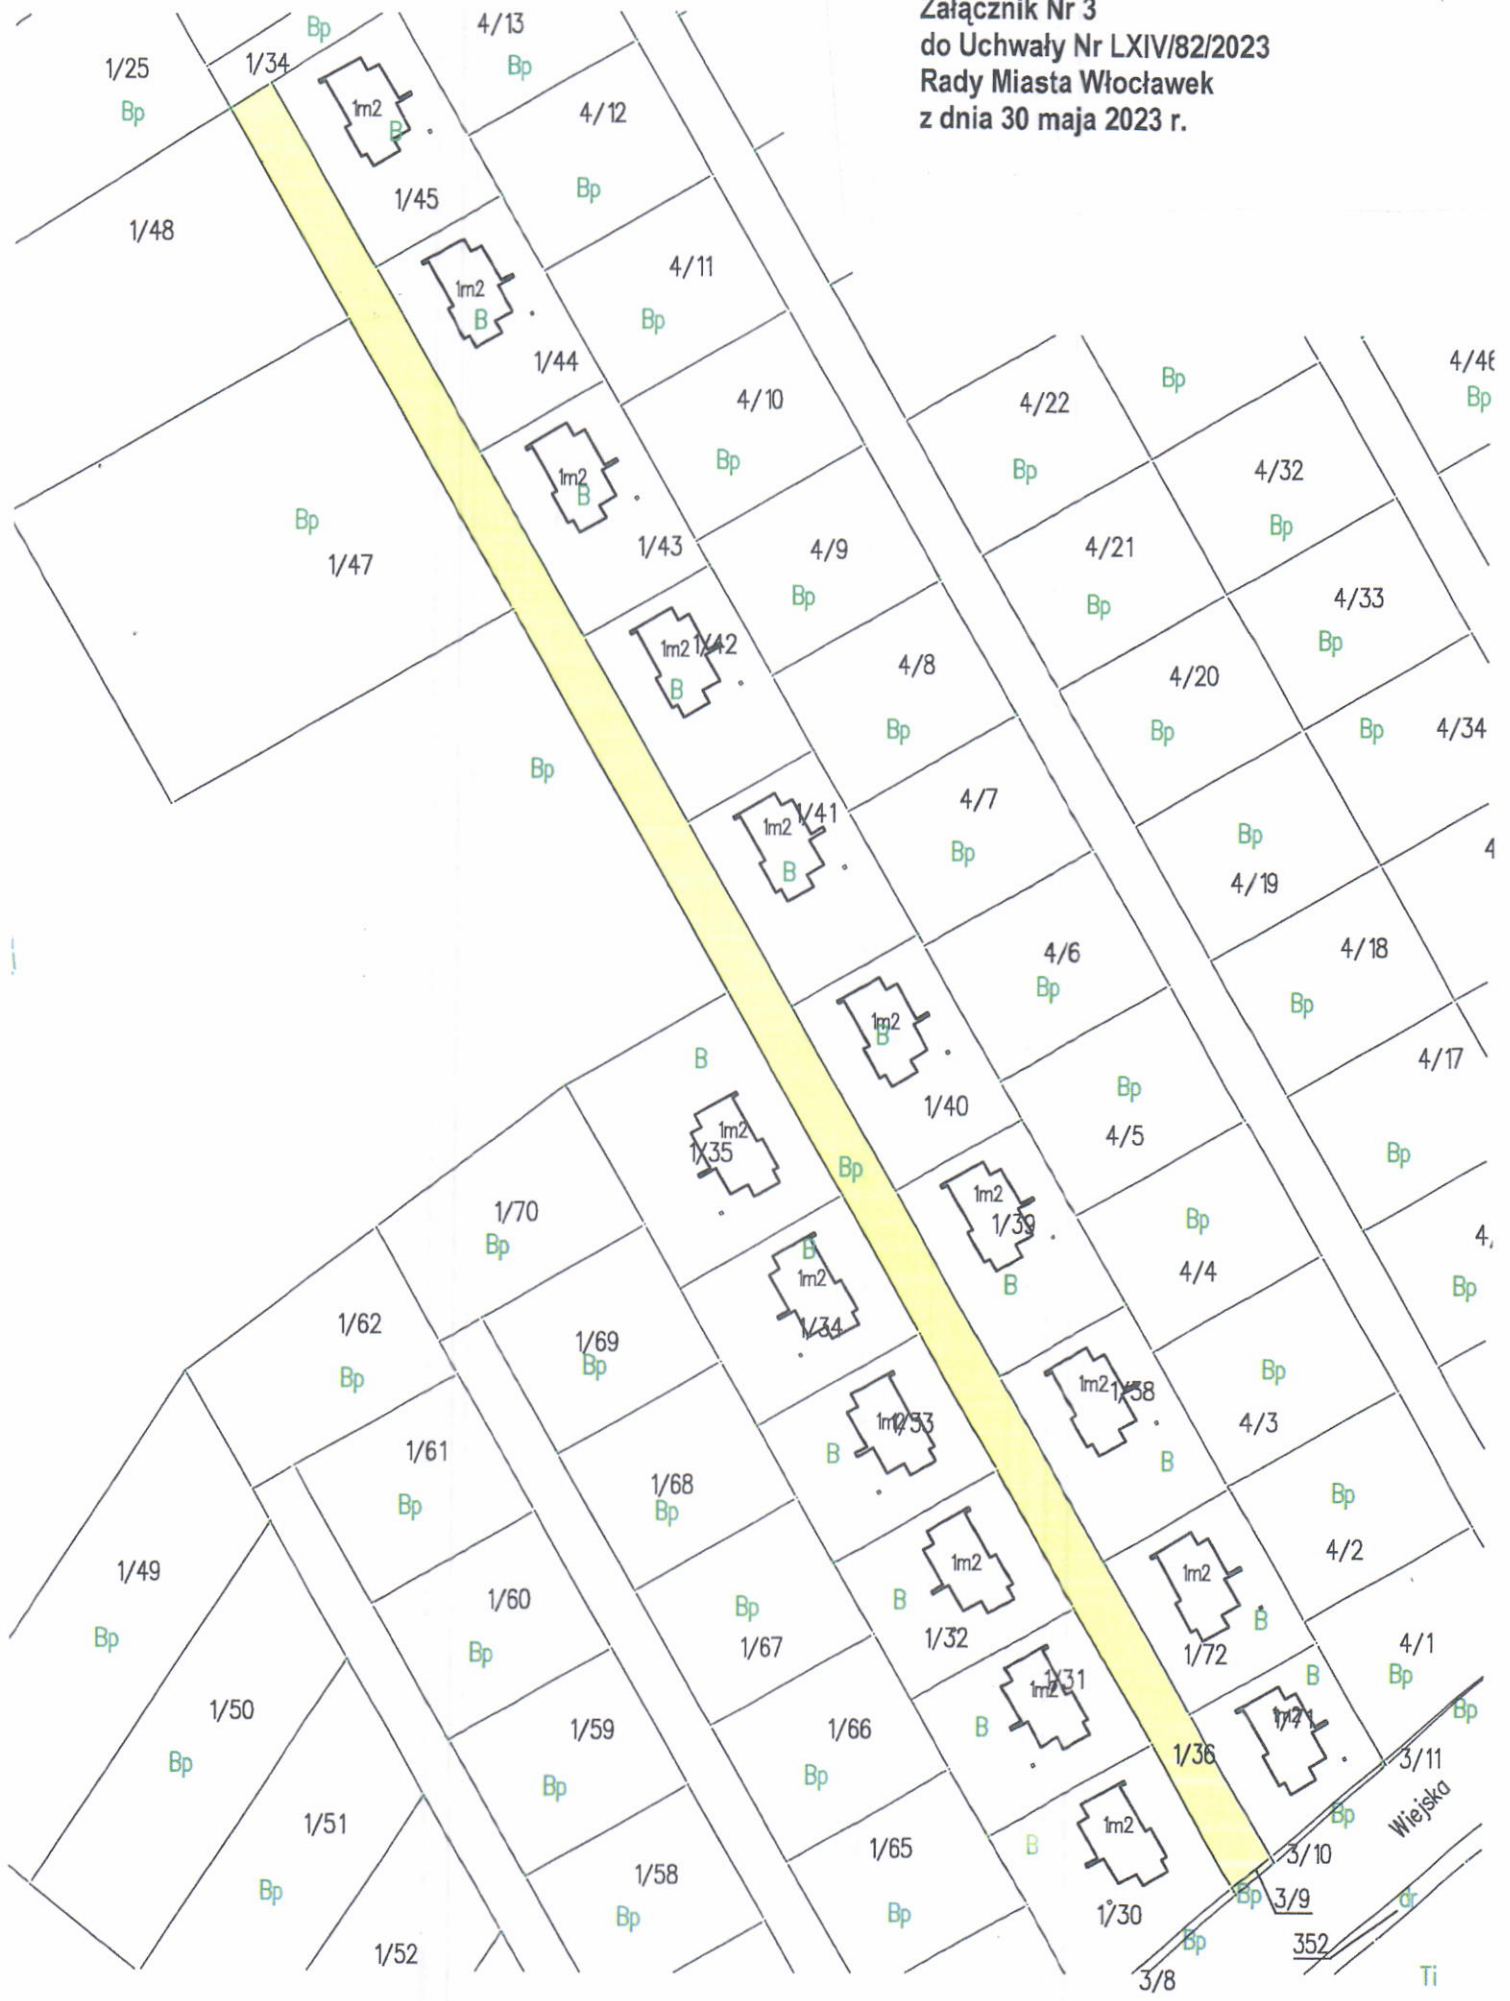 Załącznik Nr 3
do Uchwały Nr LXIV/82/2023
Rady Miasta Włocławek
z dnia 30 maja 2023 r.
4/13
Bp
1/25
1/34
Bp
Bp
1m2
B
4/12
1/45
Bp
1/48
4/11
1m2
B
Bp
1/44
4/10
4/22
Bp
Bp
Bp
Bp
1m2
B
Bp
1/47
1/43
4/9
Bp
4/21
Bp
4/32
Bp
4/33
Bp
1m2
1/42
B
4/8
Bp
4/20
Bp
Bp
4/34
Bp
1m2
1/41
B
4/7
Bp
Bp
4/19
4/6
Bp
4/18
Bp
1m2
B
1/40
B
1m2
1/35
Bp
Bp
4/5
4/17
Bp
1/70
Bp
1m2
1/39
B
Bp
4/4
Bp
B
1m2
1/34
1/62
Bp
1/69
Bp
1m2
1/38
B
Bp
4/3
1m2
1/33
B
1/61
Bp
1/68
Bp
Bp
4/2
1m2
B
1/32
1m2
B
1/72
1/49
Bp
1/60
Bp
Bp
1/67
4/1
Bp
B
1m2
1/31
B
1m2
1/71
Bp
1/50
Bp
1/59
Bp
1/66
Bp
1/36
3/11
Wiejska
Bp
1/51
Bp
1/58
Bp
1/65
Bp
B
1m2
1/30
3/10
Bp
3/9
dr
1/52
Bp
352
3/8
Ti